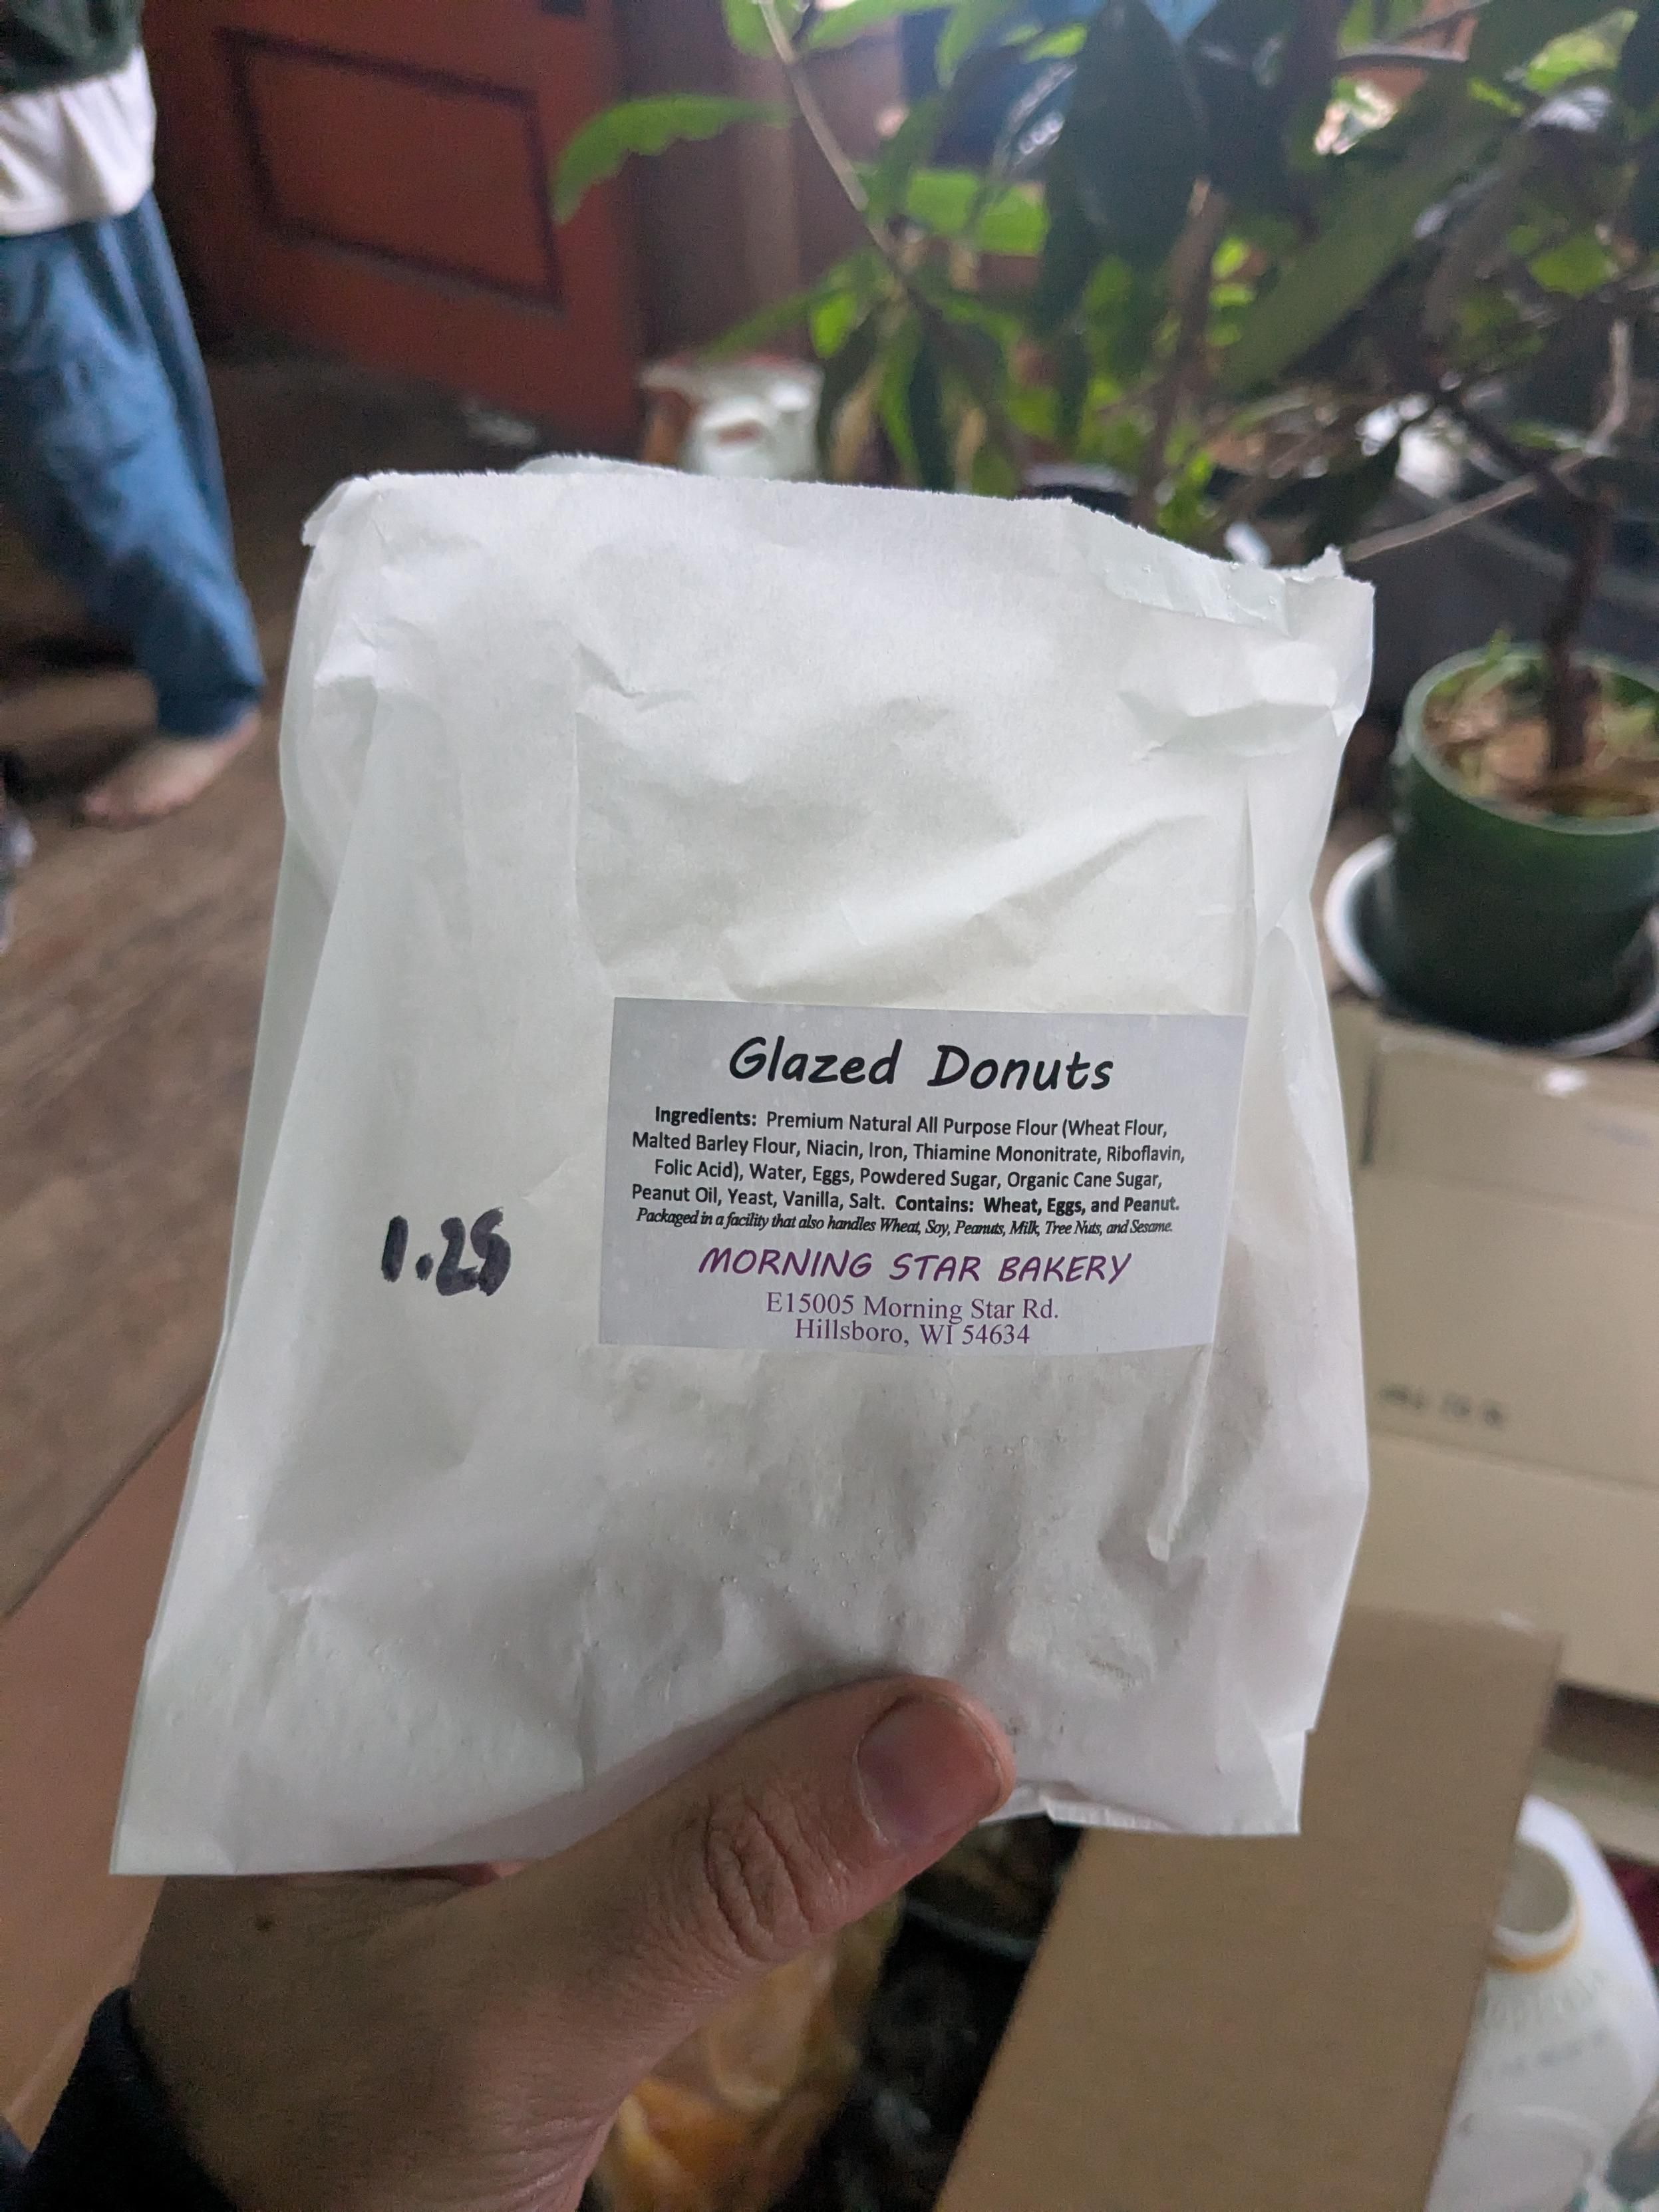 Glazed Donuts
Ingredients: Premium Natural All Purpose Flour (Wheat Flour,
Malted Barley Flour, Niacin, Iron, Thiamine Mononitrate, Riboflavin,
Folic Acid), Water, Eggs, Powdered Sugar, Organic Cane Sugar,
Peanut Oil, Yeast, Vanilla, Salt. Contains: Wheat, Eggs, and Peanut.
Packaged in a facility that also handles Wheat, Soy, Peanuts, Milk, Tree Nuts, and Sesame.
MORNING STAR BAKERY
E15005 Morning Star Rd.
Hillsboro, WI 54634
1.25